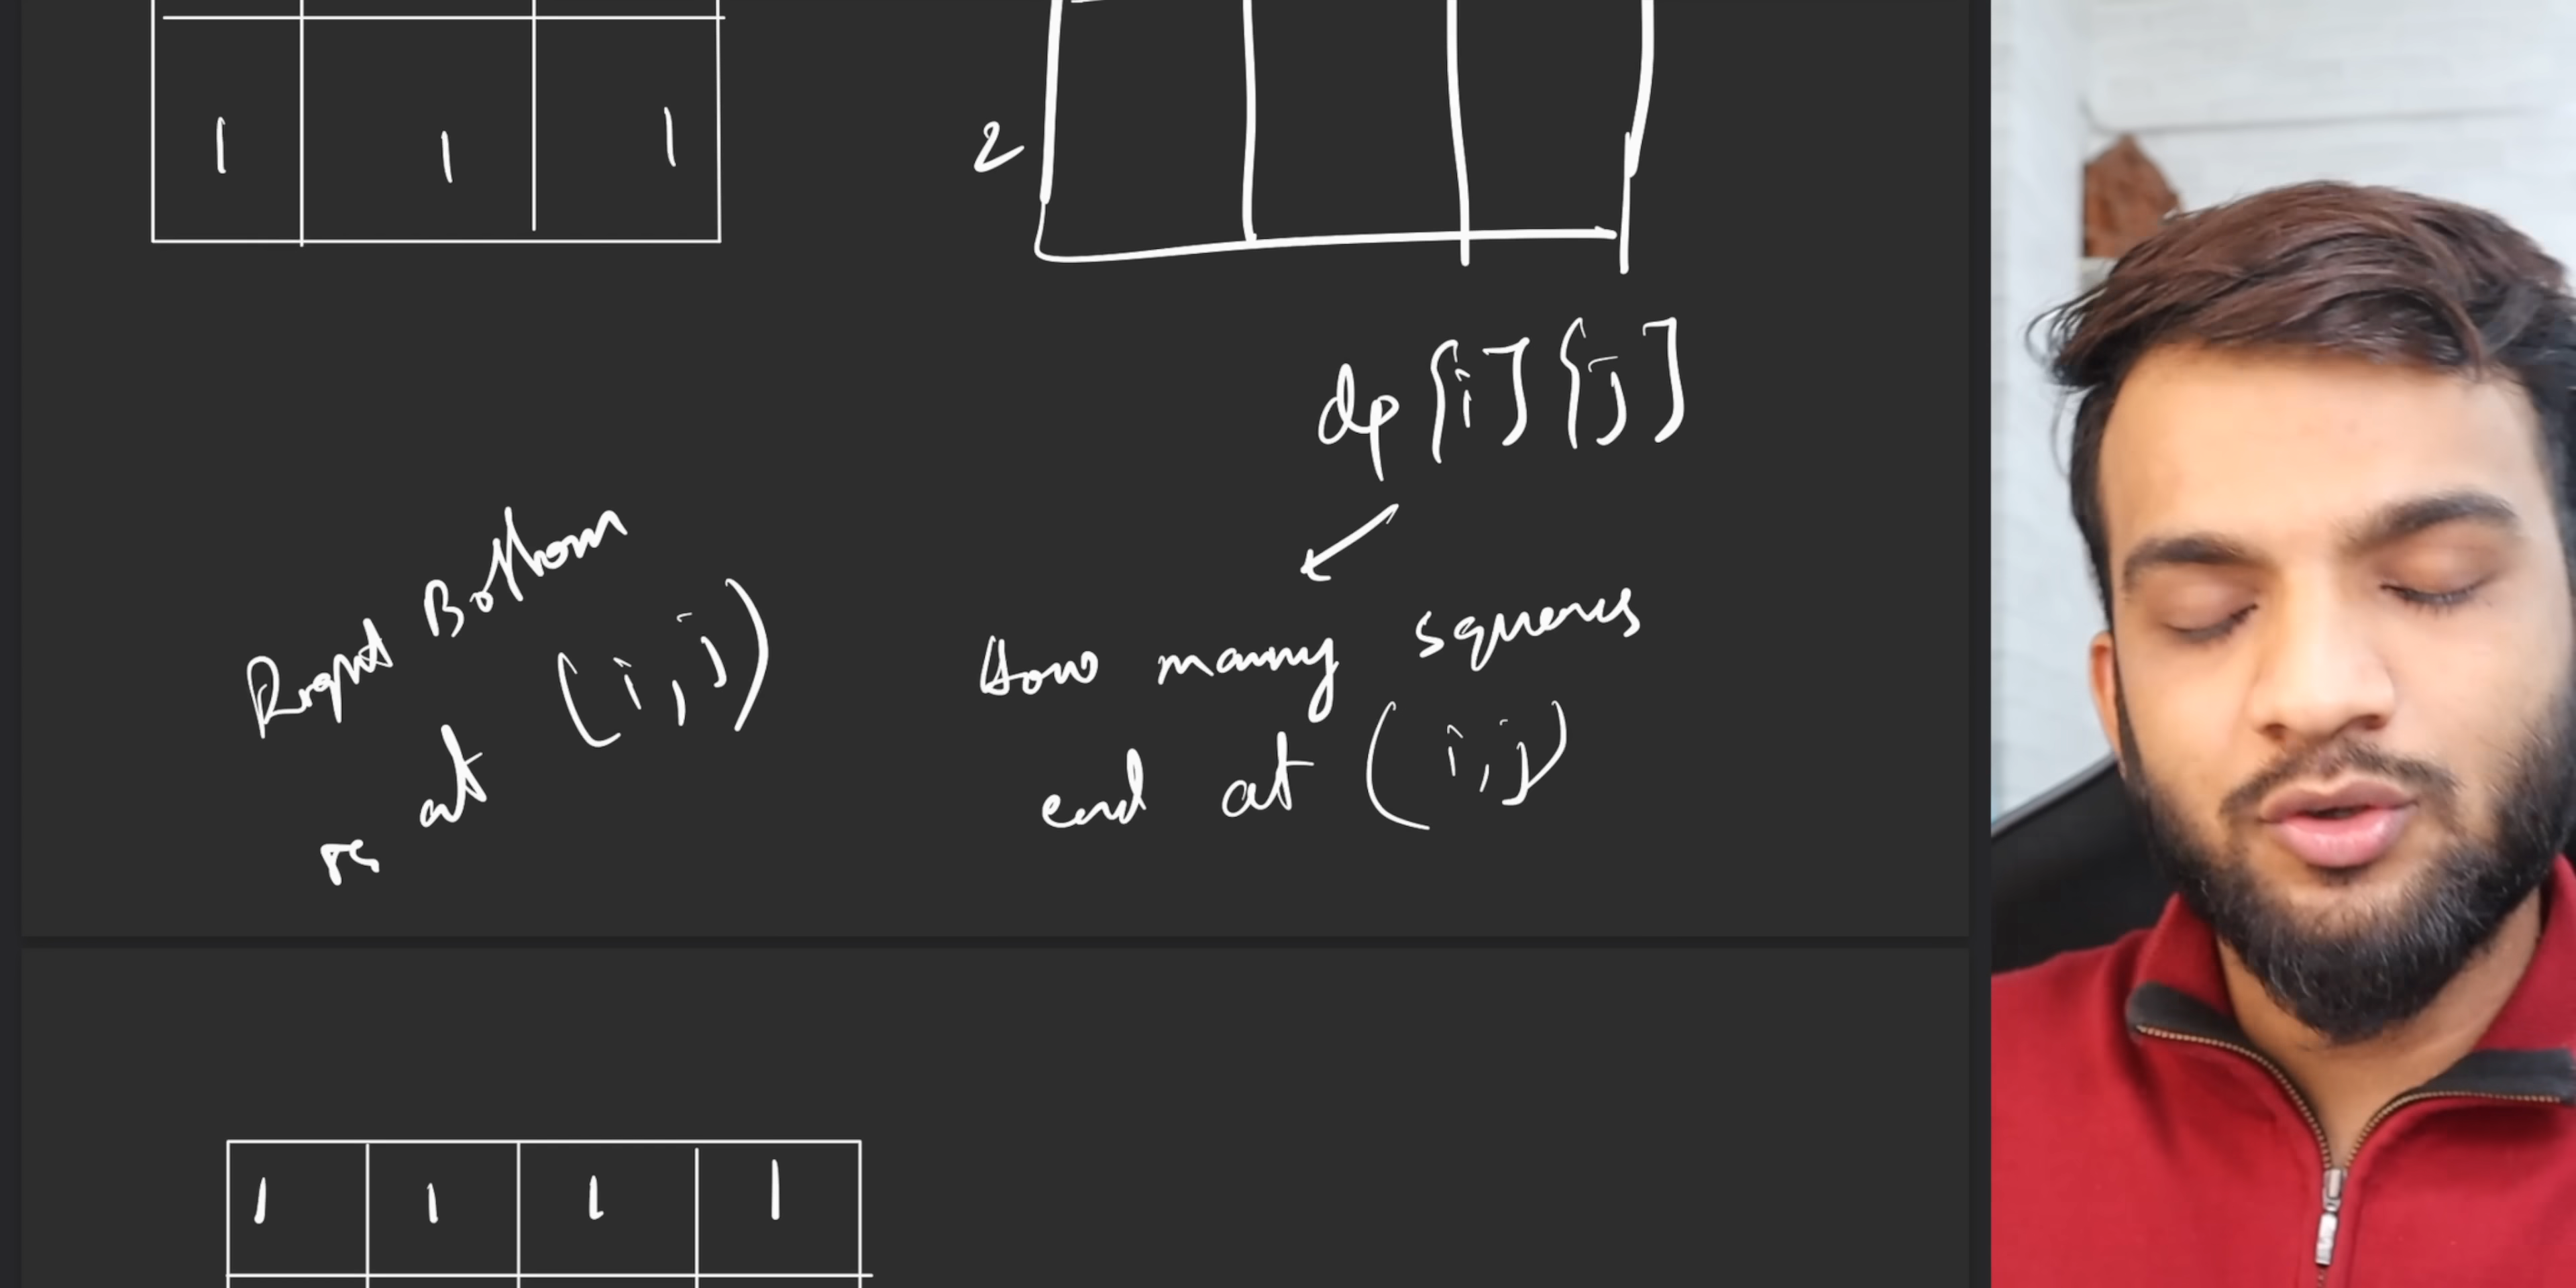 1 1 1
2
dp[i][j]
Right Bottom
is at (i,j)
How many squares
end at (i,j)
1 1 1 1